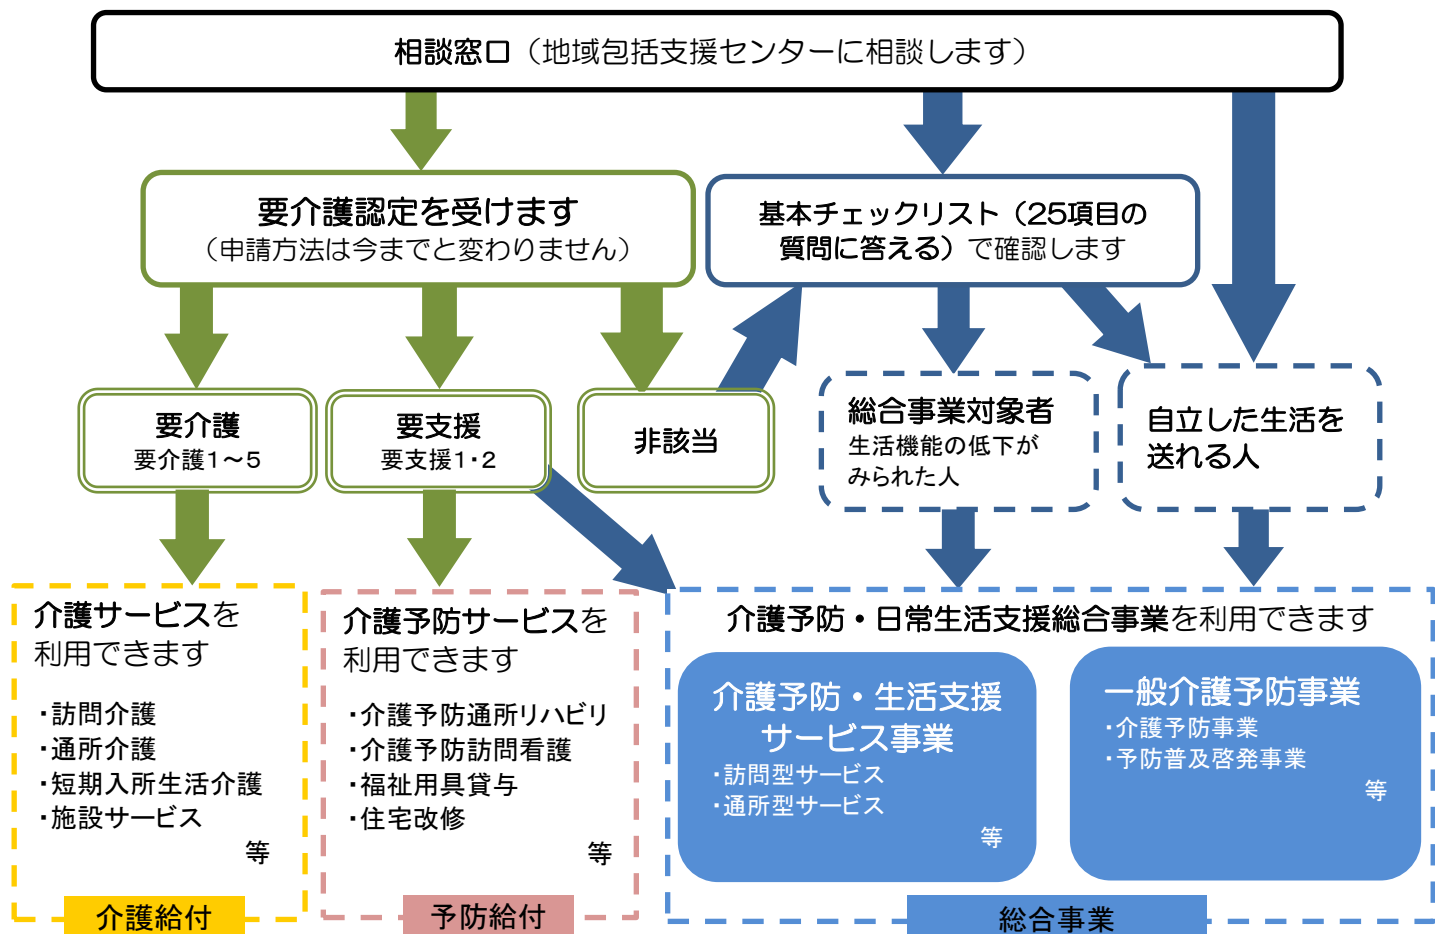 相談窓口（地域包括支援センターに相談します）
要介護認定を受けます
（申請方法は今までと変わりません）
基本チェックリスト（25項目の
質問に答える）で確認します
要介護
要介護1～5
要支援
要支援1・2
非該当
総合事業対象者
生活機能の低下が
みられた人
自立した生活を
送れる人
介護サービスを
利用できます
・訪問介護
・通所介護
・短期入所生活介護
・施設サービス
等
介護給付
介護予防サービスを
利用できます
・介護予防通所リハビリ
・介護予防訪問看護
・福祉用具貸与
・住宅改修
等
予防給付
介護予防・日常生活支援総合事業を利用できます
介護予防・生活支援
サービス事業
・訪問型サービス
・通所型サービス
等
一般介護予防事業
・介護予防事業
・予防普及啓発事業
等
総合事業